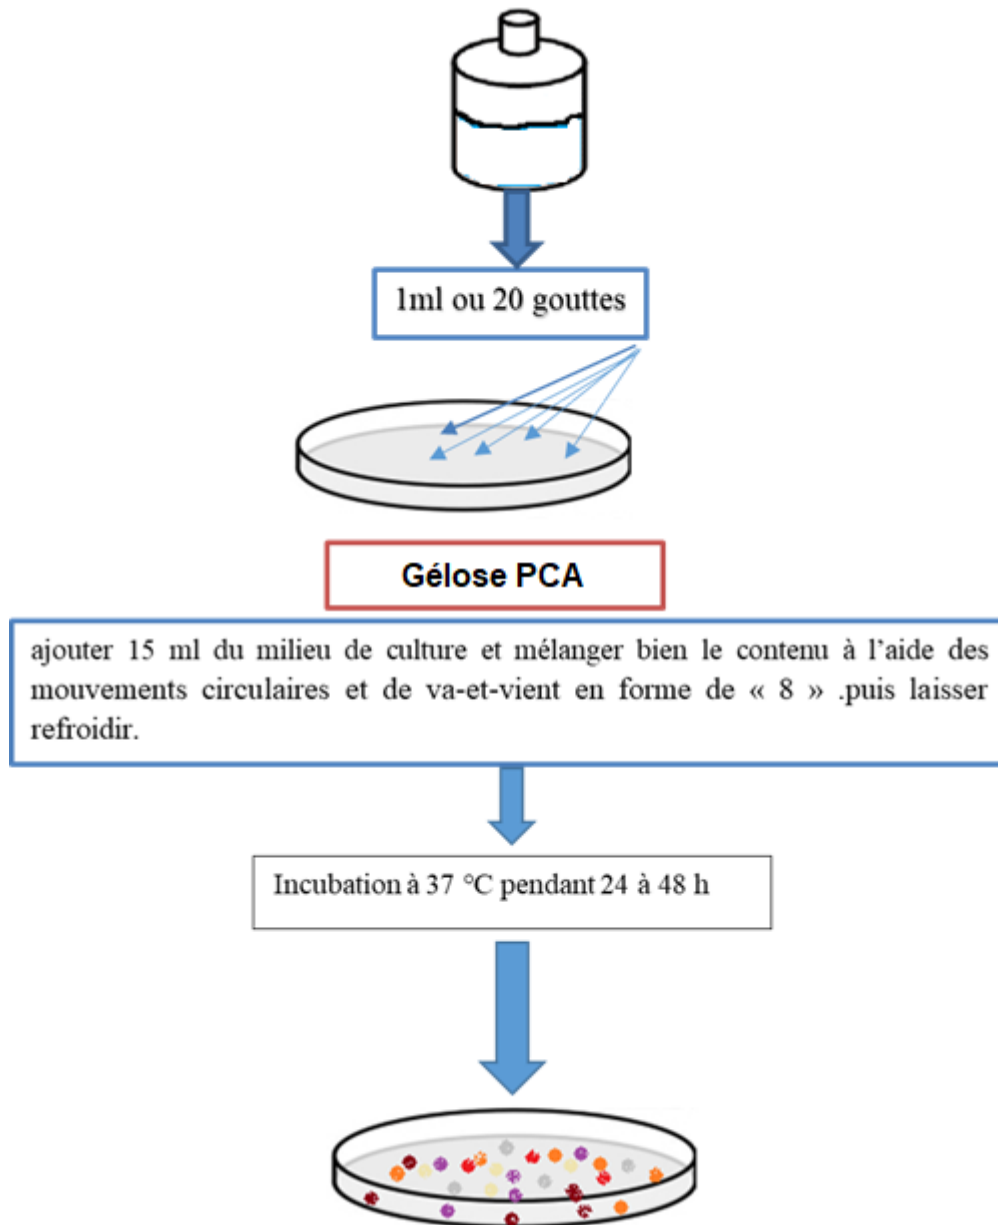 1ml ou 20 gouttes
Gélose PCA
ajouter 15 ml du milieu de culture et mélanger bien le contenu à l’aide des
mouvements circulaires et de va-et-vient en forme de « 8 » .puis laisser
refroidir.
Incubation à 37 °C pendant 24 à 48 h